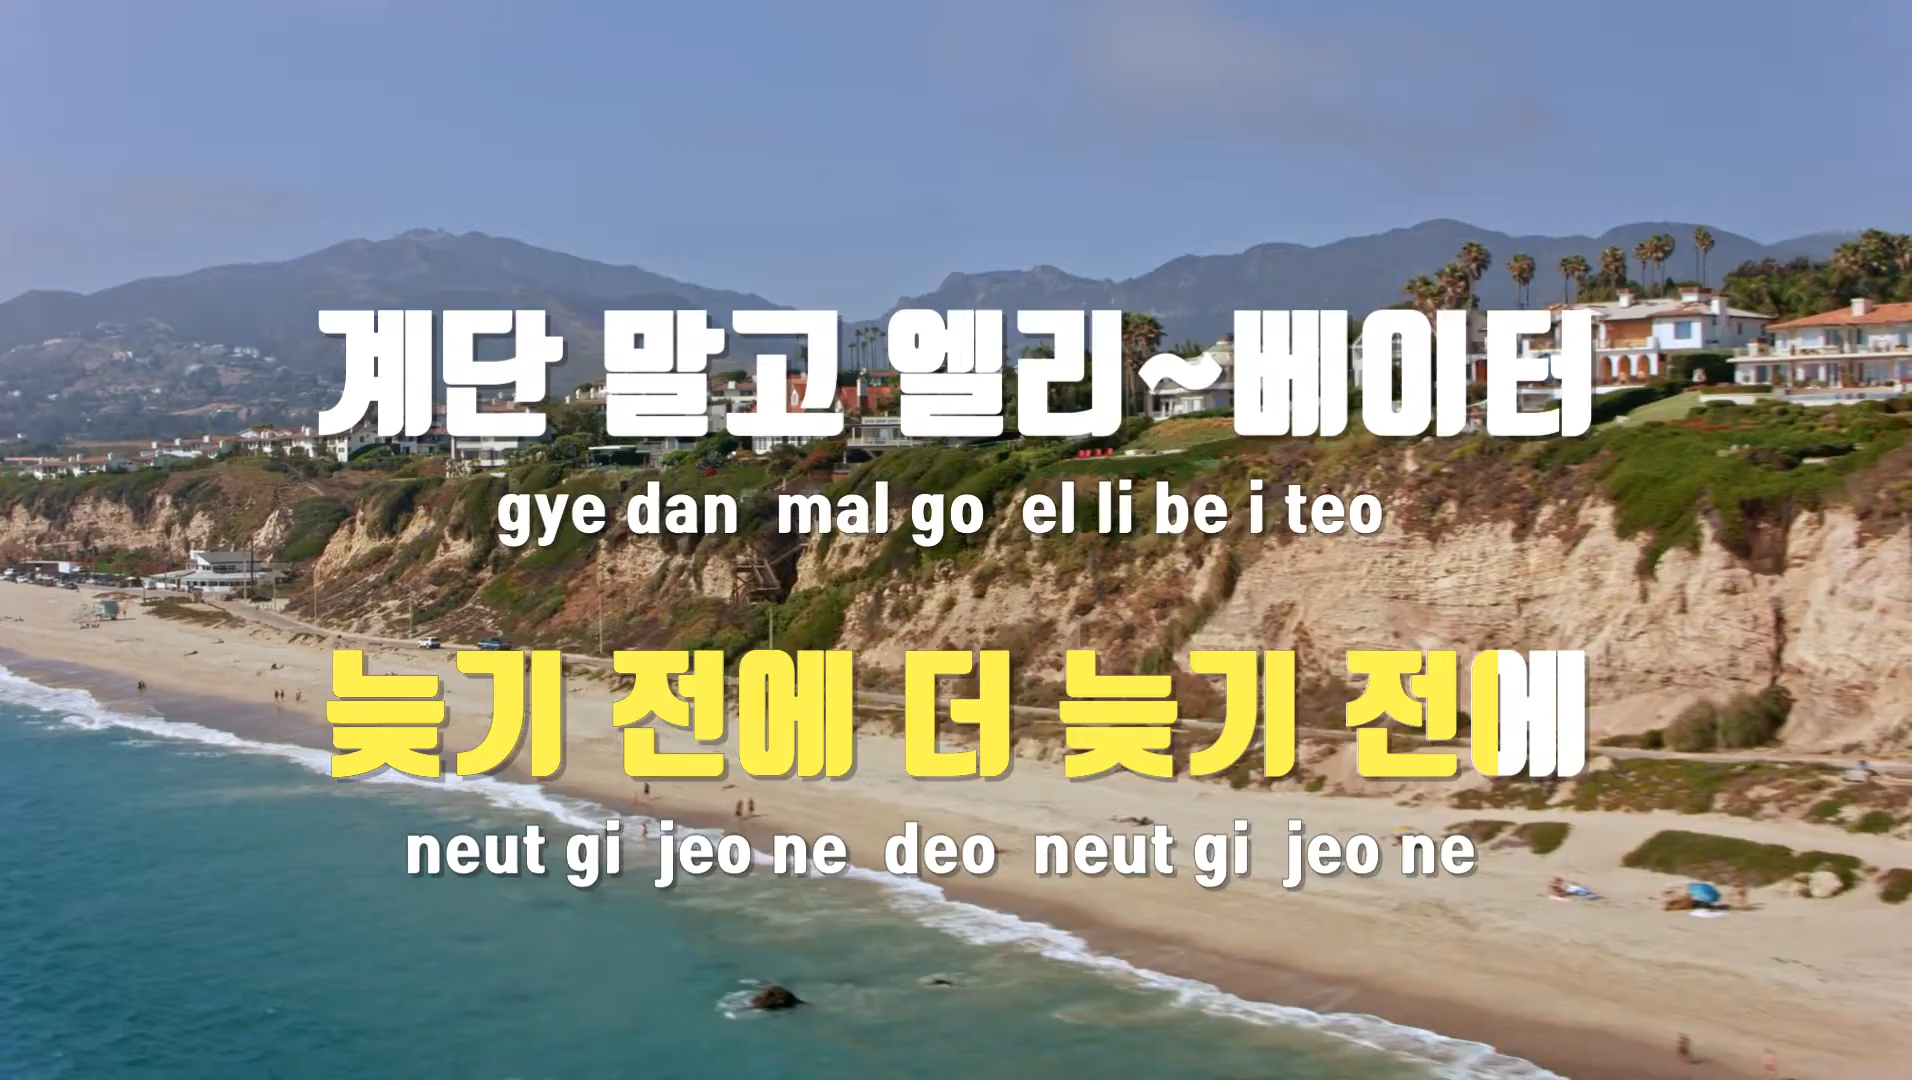 계단 말고 엘리~베이터
gye dan mal go el li be i teo
늦기 전에 더 늦기 전에
neut gi jeo ne deo neut gi jeo ne